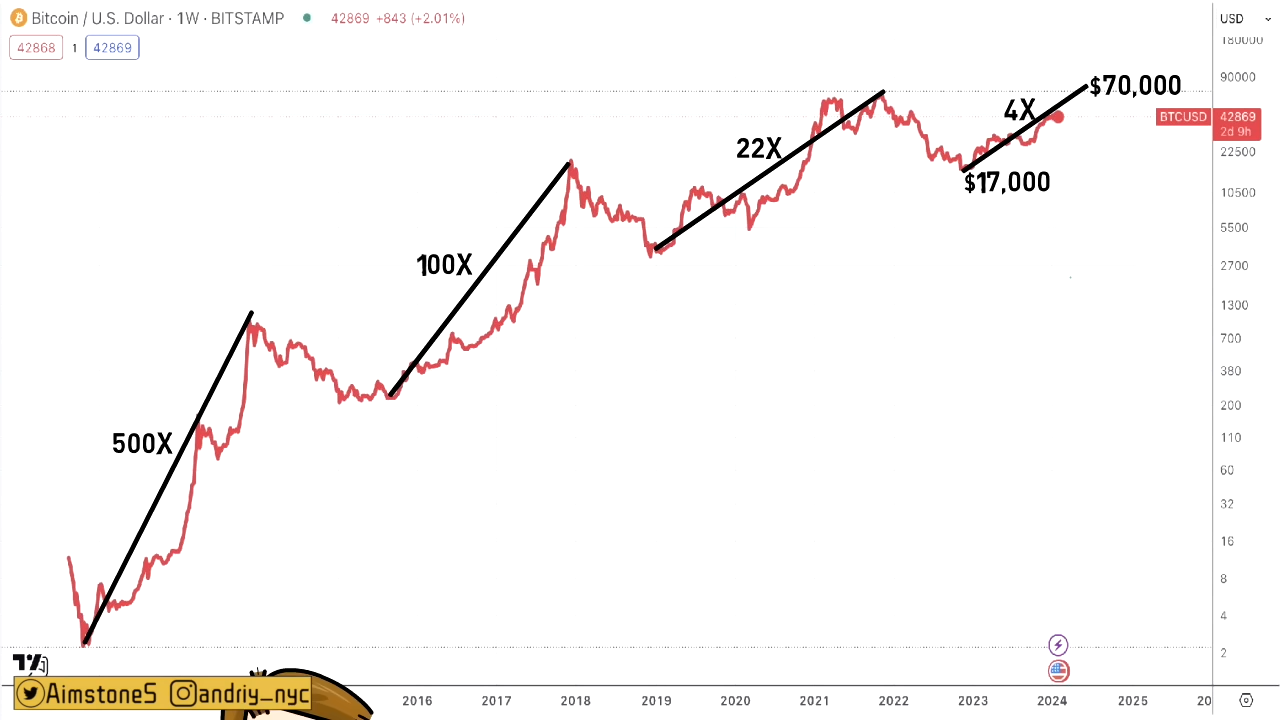 Bitcoin / U.S. Dollar · 1W · BITSTAMP 42869 +843 (+2.01%)
USD
42868 1 42869
180000
90000
$70,000
4X
BTCUSD 42869
2d 9h
22X
22500
$17,000
10500
5500
100X
2700
1300
700
380
200
500X
110
60
32
16
8
4
2
AimstoneS andriy_nyc
2016 2017 2018 2019 2020 2021 2022 2023 2024 2025 20